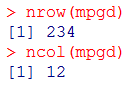 > nrow(mpgd)
[1] 234
> ncol(mpgd)
[1] 12